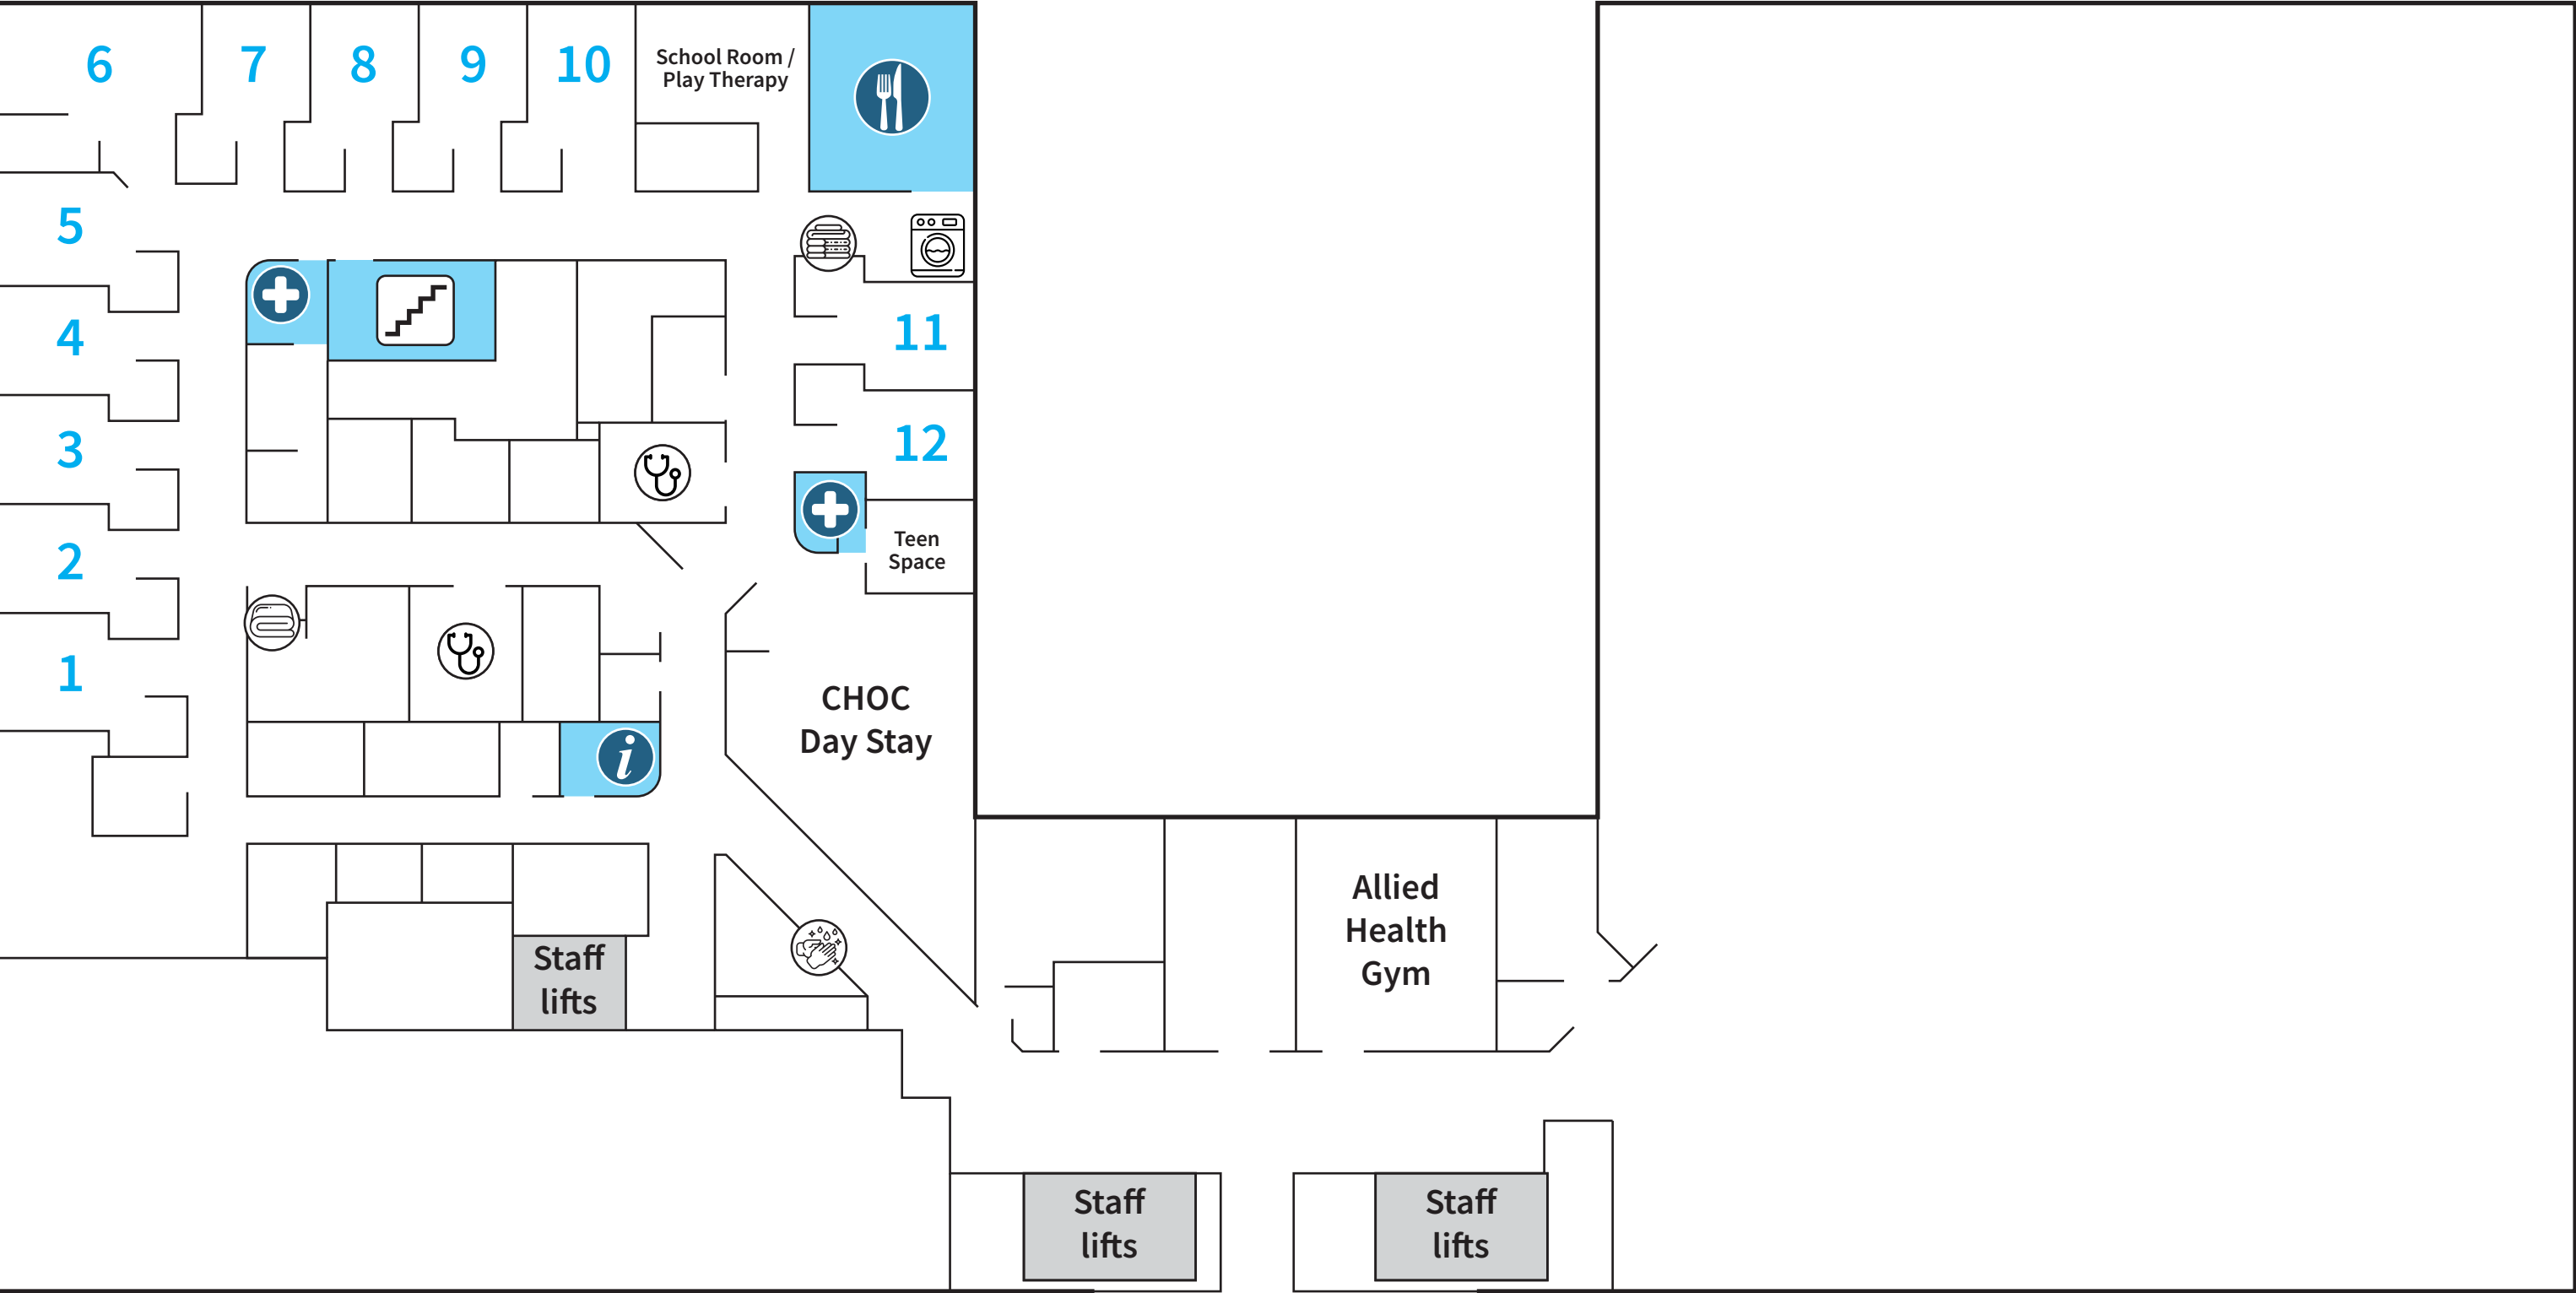 6
7
8
9
10
School Room /
Play Therapy
5
4
11
3
12
Teen
Space
2
1
CHOC
Day Stay
i
Allied
Health
Gym
Staff
lifts
Staff
lifts
Staff
lifts